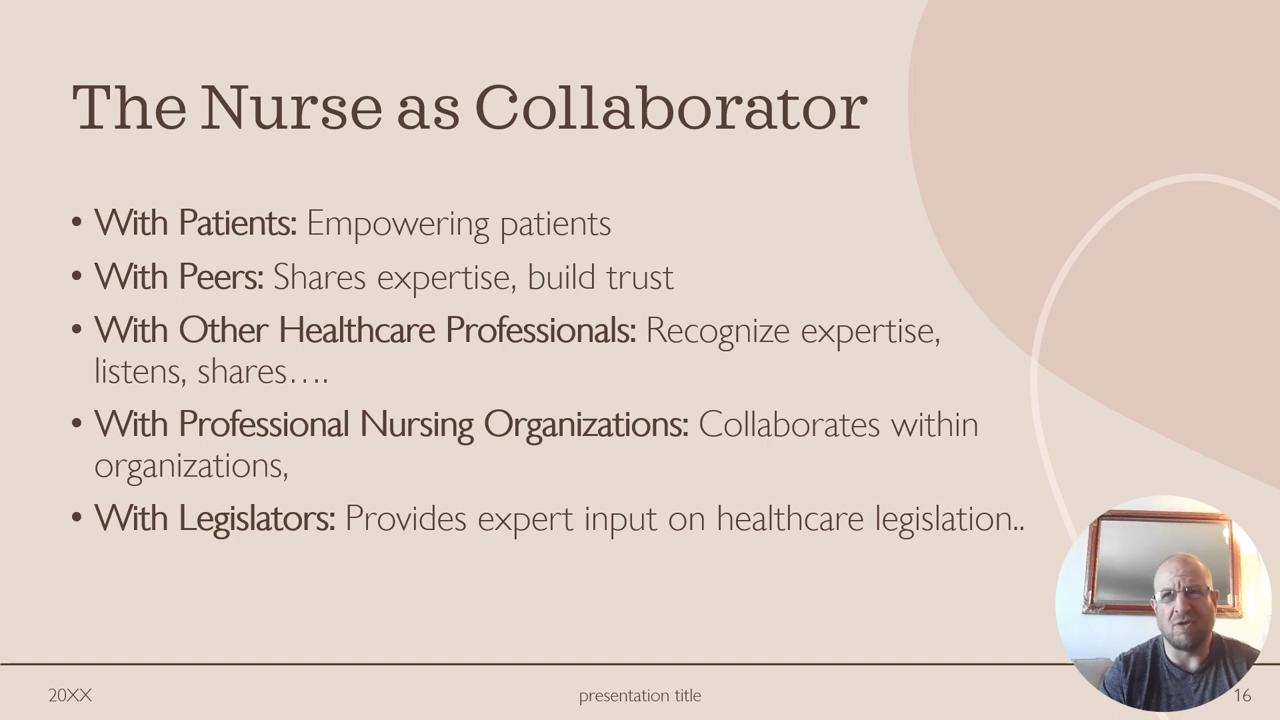 The Nurse as Collaborator
• With Patients: Empowering patients
• With Peers: Shares expertise, build trust
• With Other Healthcare Professionals: Recognize expertise,
listens, shares….
• With Professional Nursing Organizations: Collaborates within
organizations,
• With Legislators: Provides expert input on healthcare legislation..
20XX
presentation title
16